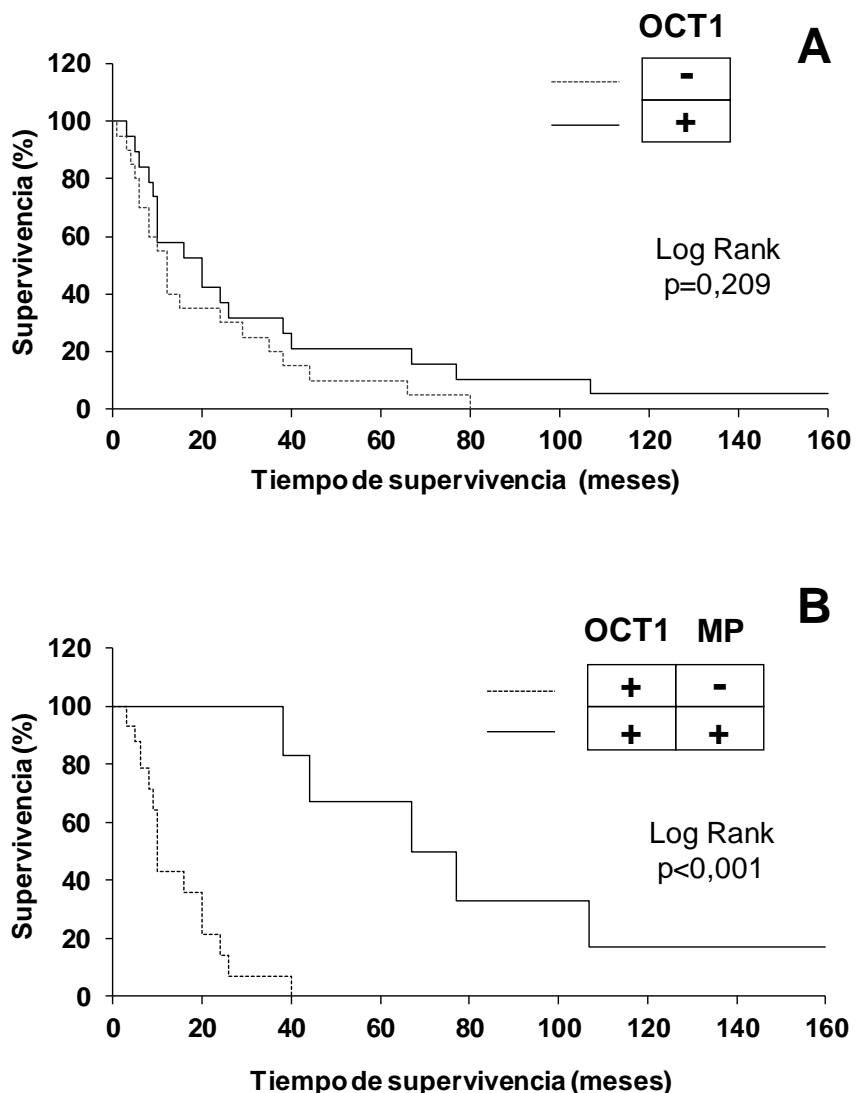 A
OCT1
-
+
Log Rank
p=0,209
Supervivencia (%)
120
100
80
60
40
20
0
0 20 40 60 80 100 120 140 160
Tiempo de supervivencia (meses)
B
OCT1 MP
+ -
+ +
Log Rank
p<0,001
Supervivencia (%)
120
100
80
60
40
20
0
0 20 40 60 80 100 120 140 160
Tiempo de supervivencia (meses)